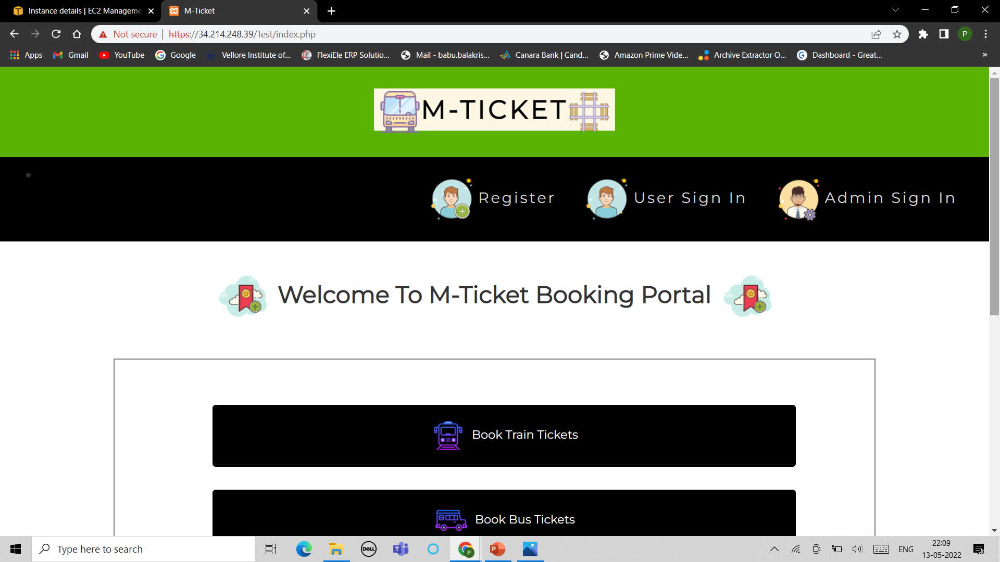 Instance details | EC2 Manageme
M-Ticket
Not secure | https://34.214.248.39/Test/index.php
P
Apps
Gmail
YouTube
Google
Vellore Institute of...
FlexiEle ERP Solutio...
Mail - babu.balakris...
Canara Bank | Cand...
Amazon Prime Vide...
Archive Extractor O...
Dashboard - Great...
»
M-TICKET
Register
User Sign In
Admin Sign In
Welcome To M-Ticket Booking Portal
Book Train Tickets
Book Bus Tickets
Type here to search
DELL
T
P
P
ENG
22:09
13-05-2022